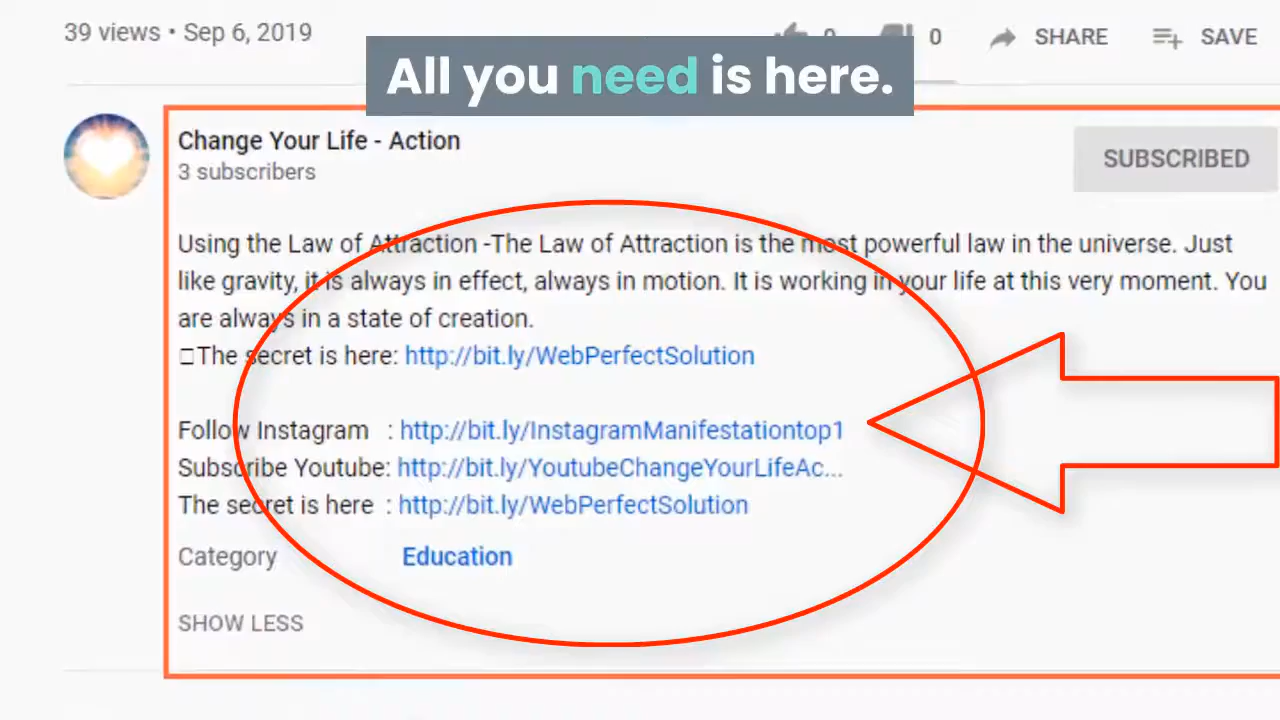 39 views • Sep 6, 2019
0 0 SHARE SAVE
All you need is here.
Change Your Life - Action
3 subscribers
SUBSCRIBED
Using the Law of Attraction -The Law of Attraction is the most powerful law in the universe. Just
like gravity, it is always in effect, always in motion. It is working in your life at this very moment. You
are always in a state of creation.
□The secret is here: http://bit.ly/WebPerfectSolution
Follow Instagram : http://bit.ly/InstagramManifestationtop1
Subscribe Youtube: http://bit.ly/YoutubeChangeYourLifeAc...
The secret is here : http://bit.ly/WebPerfectSolution
Category Education
SHOW LESS